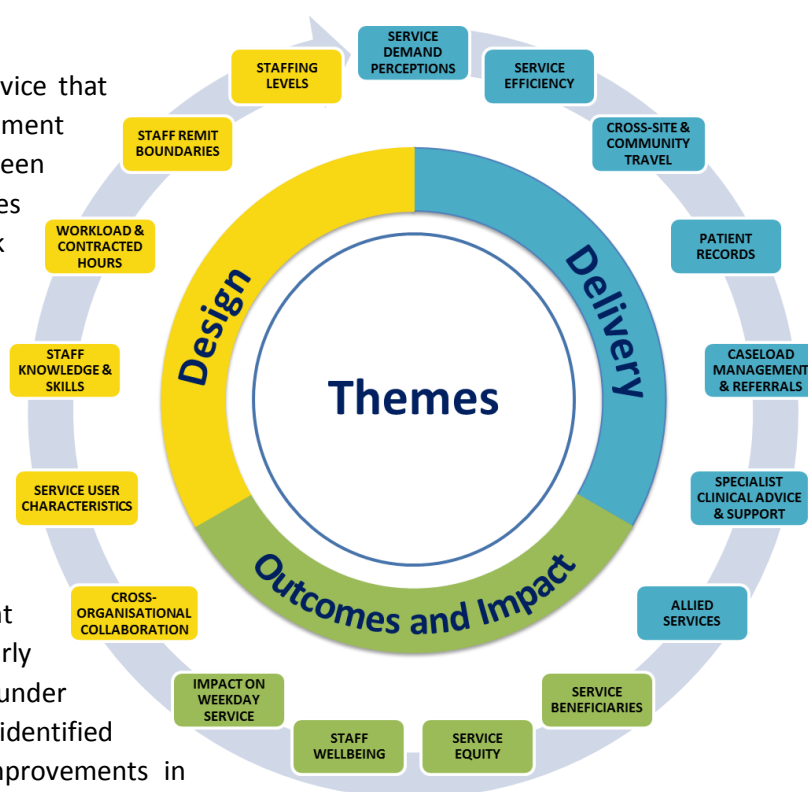 SERVICE
DEMAND
PERCEPTIONS
SERVICE
EFFICIENCY
CROSS-SITE &
COMMUNITY
TRAVEL
PATIENT
RECORDS
CASELOAD
MANAGEMENT
& REFERRALS
SPECIALIST
CLINICAL ADVICE
& SUPPORT
ALLIED
SERVICES
SERVICE
BENEFICIARIES
SERVICE
EQUITY
STAFF
WELLBEING
IMPACT ON
WEEKDAY
SERVICE
CROSS-
ORGANISATIONAL
COLLABORATION
SERVICE USER
CHARACTERISTICS
STAFF
KNOWLEDGE &
SKILLS
WORKLOAD &
CONTRACTED
HOURS
STAFF REMIT
BOUNDARIES
STAFFING
LEVELS
Design
Delivery
Outcomes and Impact
Themes
vice that
ment
een
es
k
t
rly
under
identified
provements in